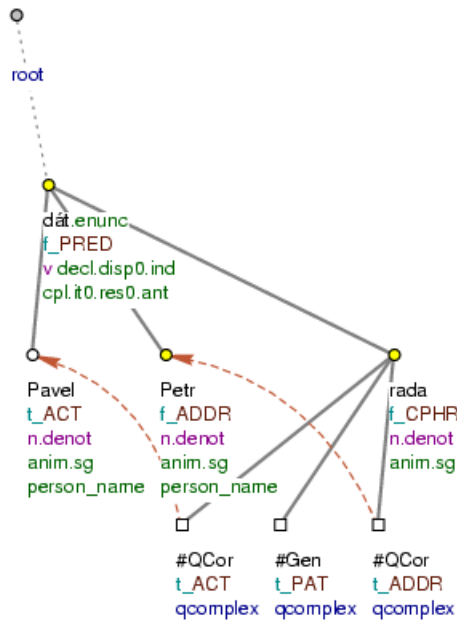 root
dát.enunc
f_PRED
v decl.disp0.ind
cpl.it0.res0.ant
Pavel Petr rada
t_ACT f_ADDR f_CPHR
n.denot n.denot n.denot
anim.sg anim.sg anim.sg
person_name person_name
#QCor #Gen #QCor
t_ACT t_PAT t_ADDR
qcomplex qcomplex qcomplex